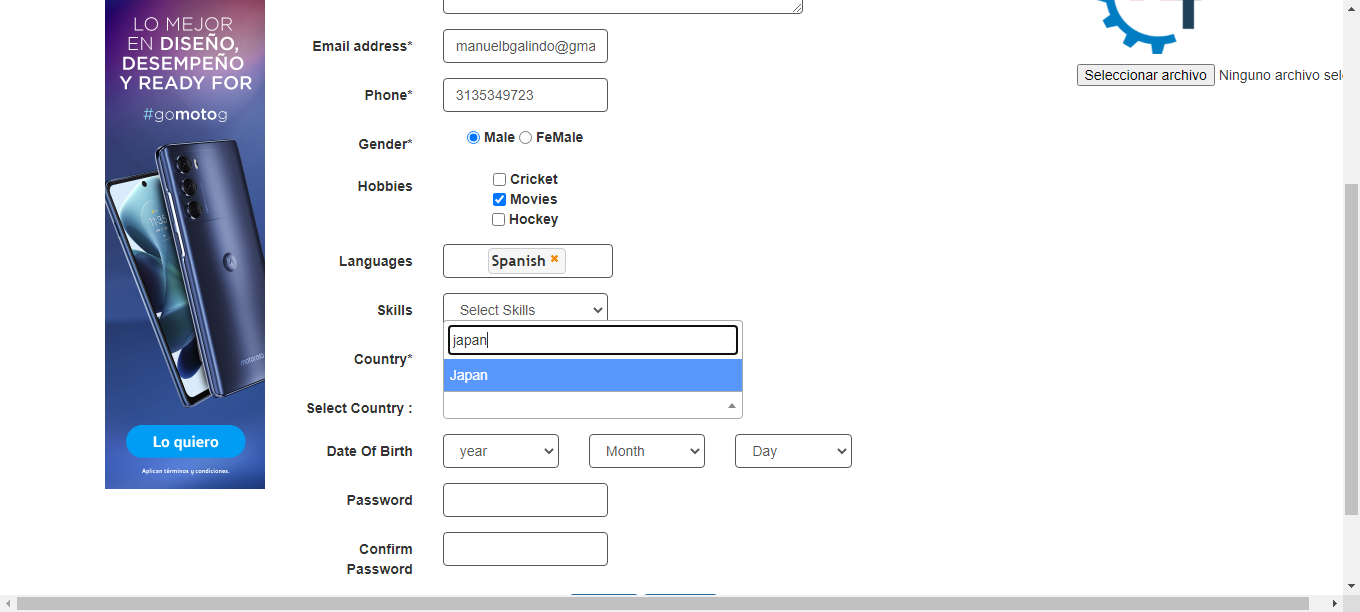 LO MEJOR
EN DISEÑO,
DESEMPEÑO
Y READY FOR
#gomotog
11:35
motorola
Lo quiero
Aplican términos y condiciones.
Email address* manuelbgalindo@gma
Seleccionar archivo Ninguno archivo sel
Phone* 3135349723
Gender* Male FeMale
Hobbies Cricket
Movies
Hockey
Languages Spanish
Skills Select Skills
japan
Country*
Japan
Select Country :
Date Of Birth year Month Day
Password
Confirm
Password